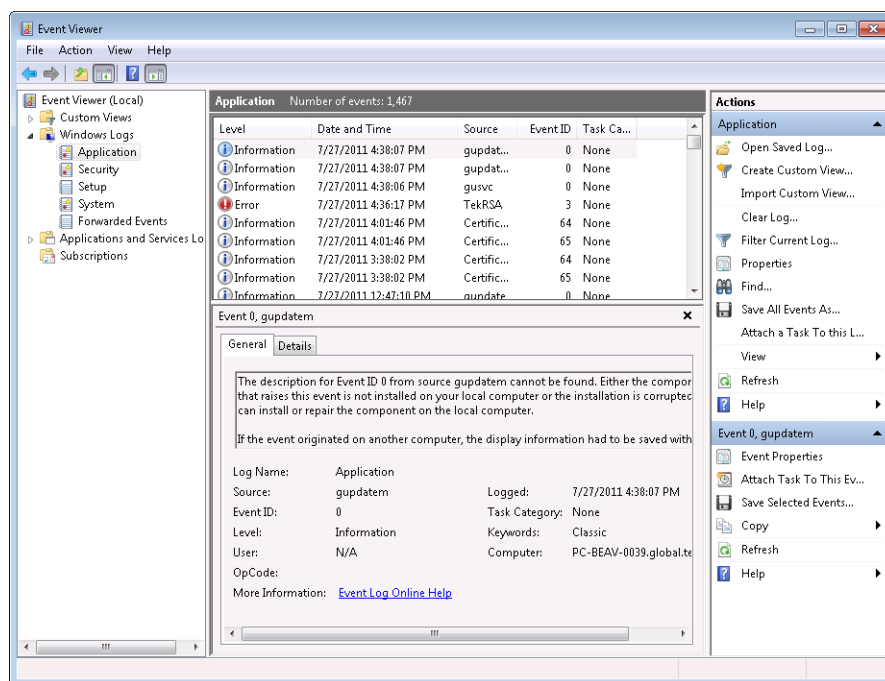 Event Viewer
File Action View Help
Event Viewer (Local)
Custom Views
Windows Logs
Application
Security
Setup
System
Forwarded Events
Applications and Services Lo
Subscriptions
Application Number of events: 1,467
Level Date and Time Source Event ID Task Ca...
Information 7/27/2011 4:38:07 PM gupdat... 0 None
Information 7/27/2011 4:38:07 PM gupdat... 0 None
Information 7/27/2011 4:38:06 PM gusvc 0 None
Error 7/27/2011 4:36:17 PM TekRSA 3 None
Information 7/27/2011 4:01:46 PM Certific... 64 None
Information 7/27/2011 4:01:46 PM Certific... 65 None
Information 7/27/2011 3:38:02 PM Certific... 64 None
Information 7/27/2011 3:38:02 PM Certific... 65 None
Information 7/27/2011 12:47:10 PM gupdate 0 None
Event 0, gupdatem
General Details
The description for Event ID 0 from source gupdatem cannot be found. Either the compor
that raises this event is not installed on your local computer or the installation is corrupted
can install or repair the component on the local computer.
If the event originated on another computer, the display information had to be saved with
Log Name: Application
Source: gupdatem Logged: 7/27/2011 4:38:07 PM
Event ID: 0 Task Category: None
Level: Information Keywords: Classic
User: N/A Computer: PC-BEAV-0039.global.te
OpCode:
More Information: Event Log Online Help
Actions
Application
Open Saved Log...
Create Custom View...
Import Custom View...
Clear Log...
Filter Current Log...
Properties
Find...
Save All Events As...
Attach a Task To this L...
View
Refresh
Help
Event 0, gupdatem
Event Properties
Attach Task To This Ev...
Save Selected Events...
Copy
Refresh
Help